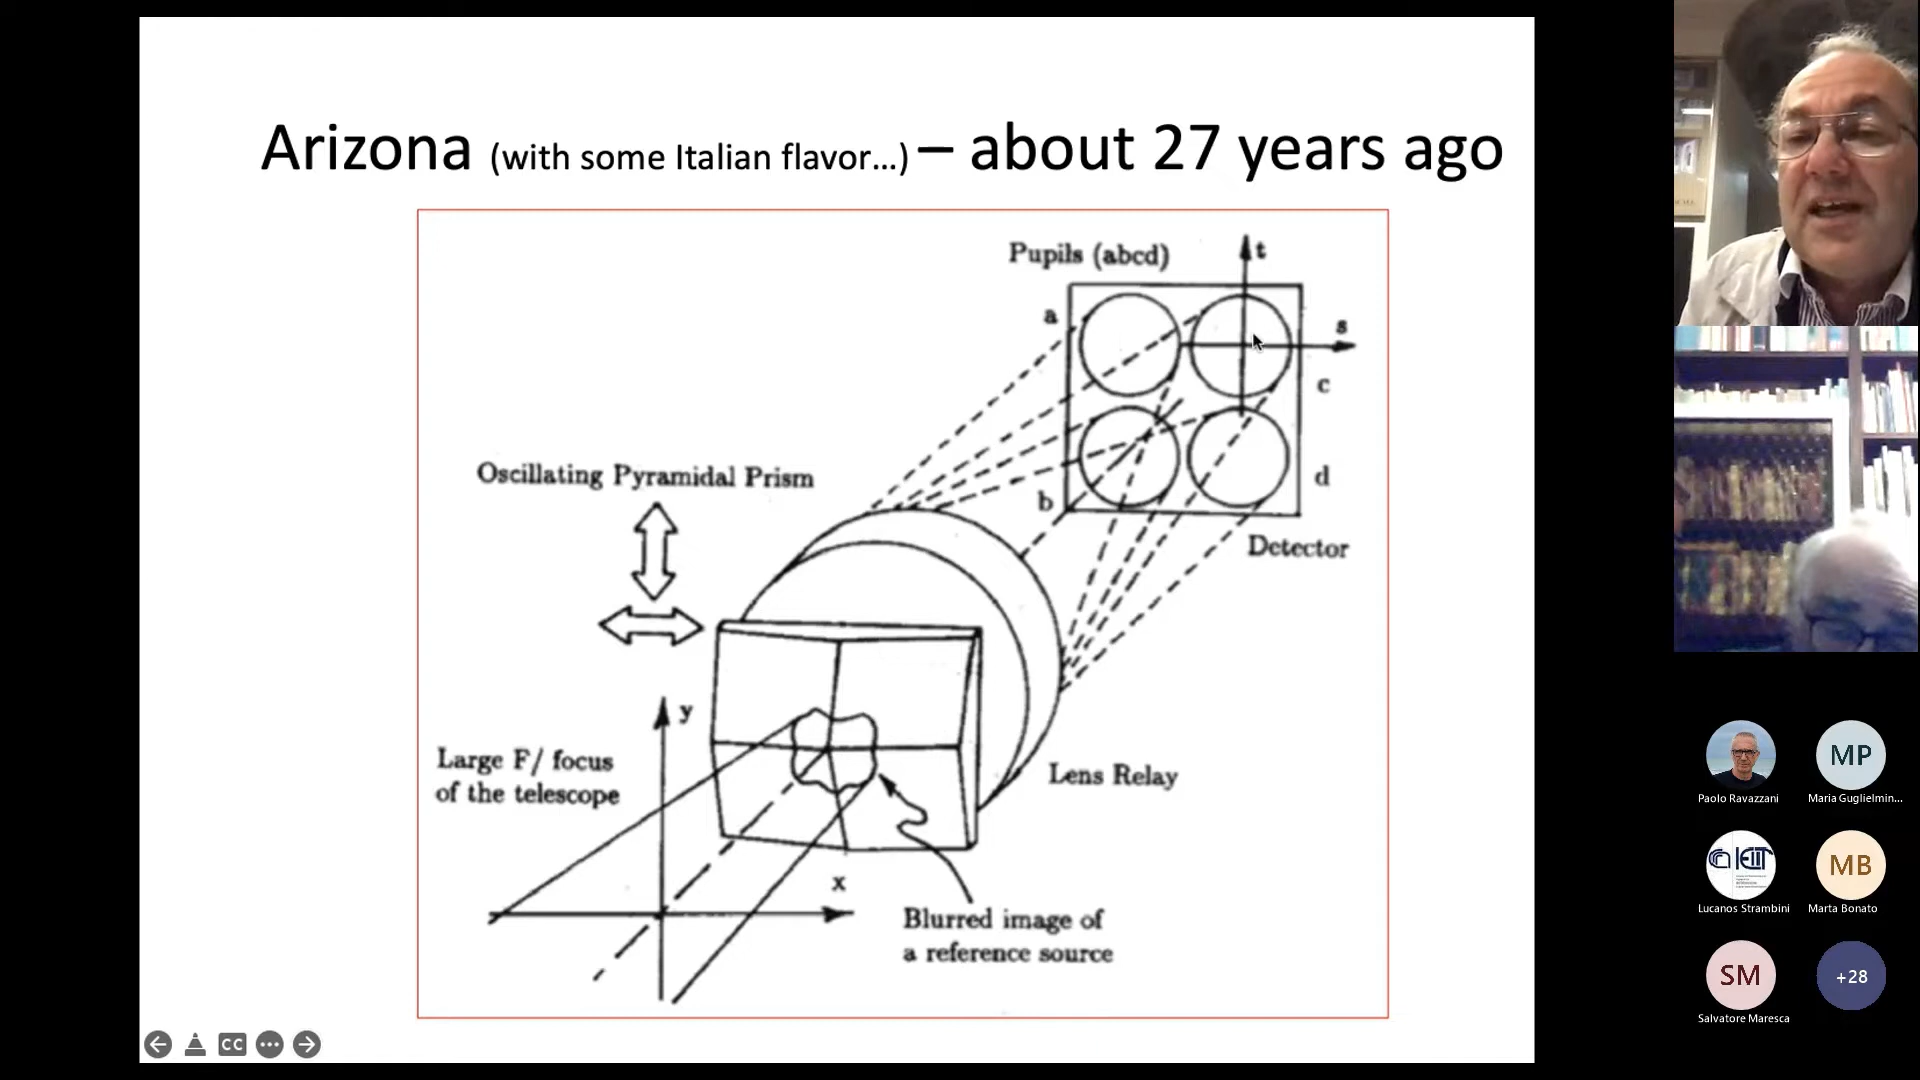 Arizona (with some Italian flavor...) – about 27 years ago
Pupils (abcd)
t
a
s
c
Oscillating Pyramidal Prism
b
d
Detector
y
Large F/ focus
of the telescope
Lens Relay
x
Blurred image of
a reference source
CC
MP
Paolo Ravazzani
Maria Guglielmin...
IEIIT
MB
Lucanos Strambini
Marta Bonato
SM
+28
Salvatore Maresca